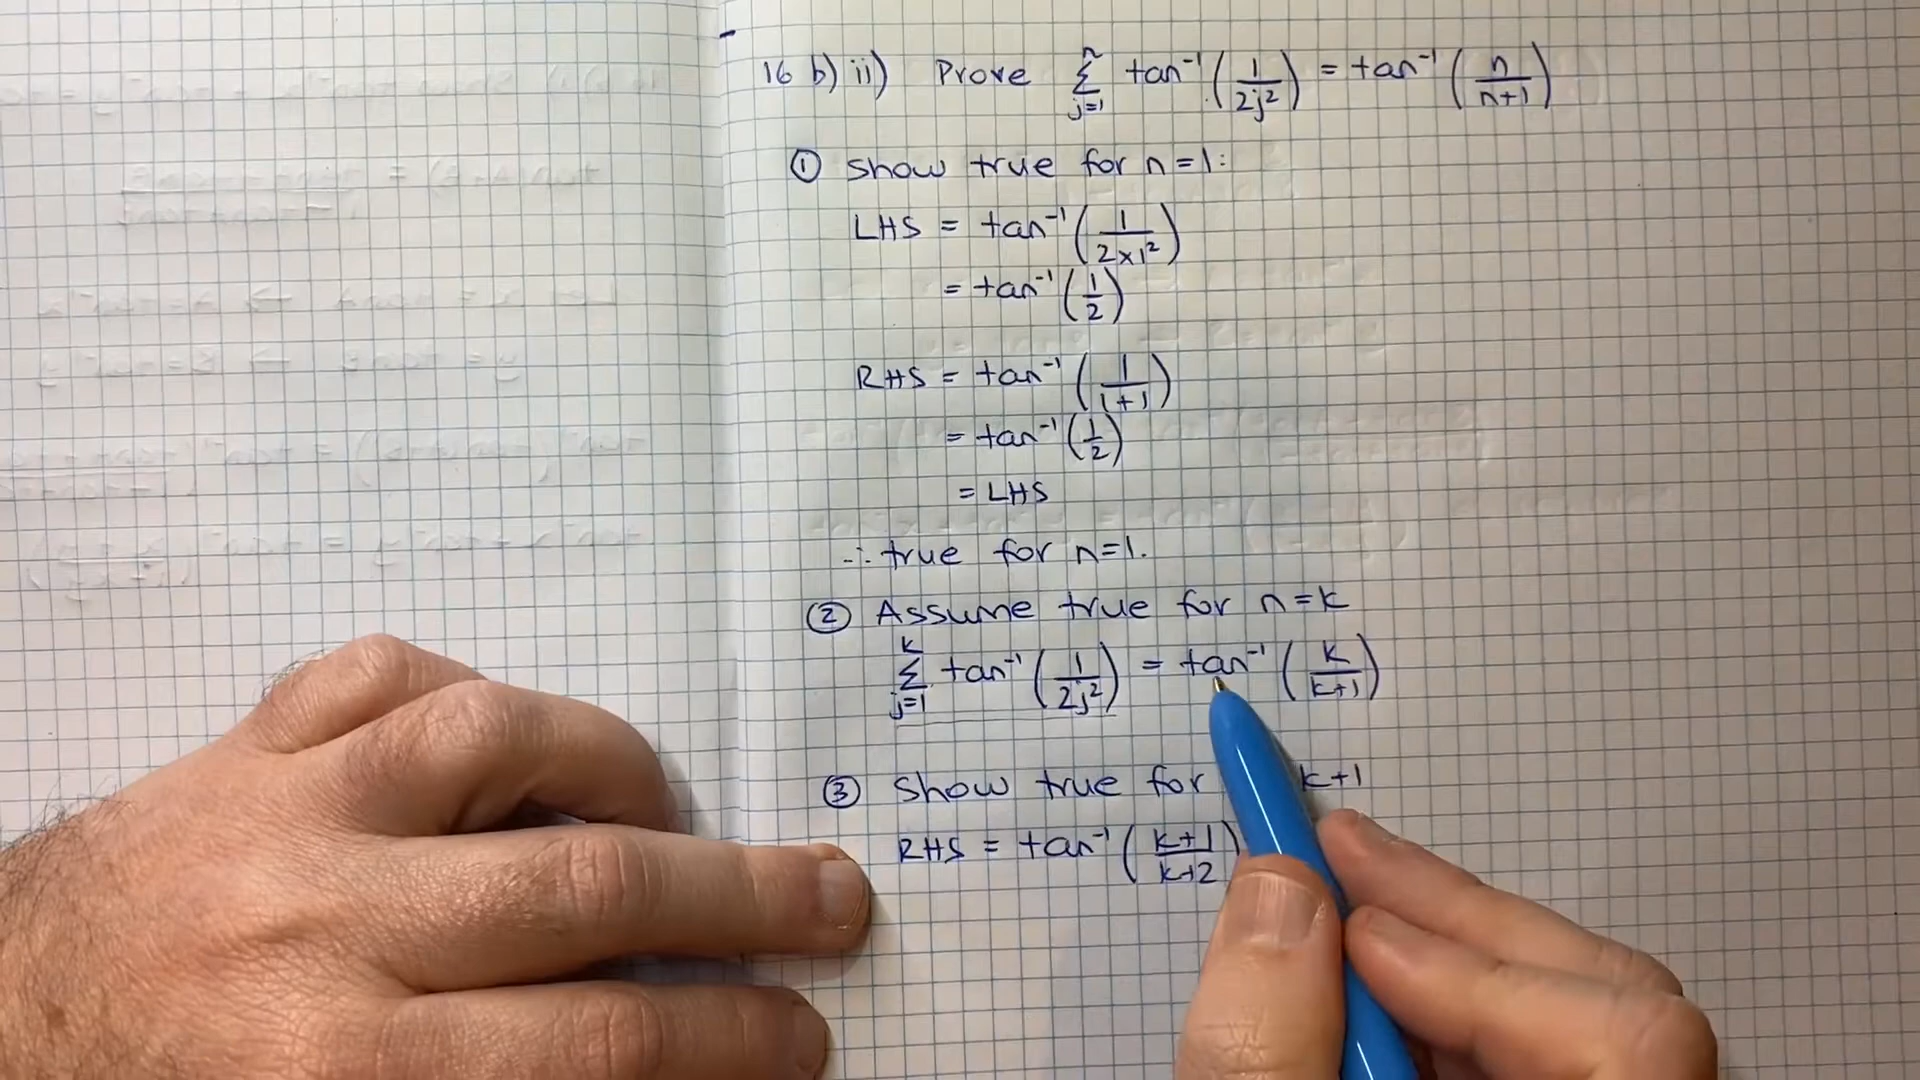 16 b) ii) Prove \sum_{j=1}^{n} tan⁻¹(1/2j²) = tan⁻¹(n/n+1)
① Show true for n=1:
LHS = tan⁻¹(1/2×1²)
= tan⁻¹(1/2)
RHS = tan⁻¹(1/1+1)
= tan⁻¹(1/2)
= LHS
∴ true for n=1.
② Assume true for n=k
\sum_{j=1}^{k} tan⁻¹(1/2j²) = tan⁻¹(k/k+1)
③ Show true for k+1
RHS = tan⁻¹(k+1/k+2)